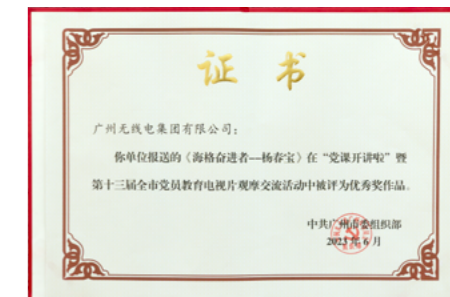 证 书
广州无线电集团有限公司：
你单位报送的《海格奋进者—杨春宝》在“党课开讲啦”暨
第十三届全市党员教育电视片观摩交流活动中被评为优秀奖作品。
中共广州市委组织部
2023年6月